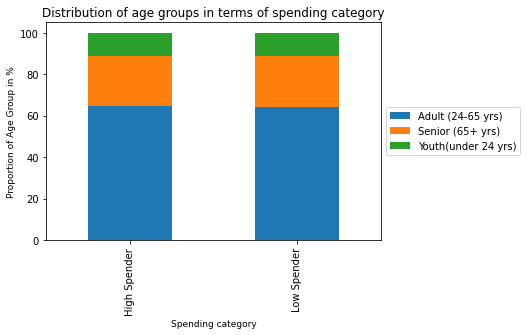 Distribution of age groups in terms of spending category
Proportion of Age Group in %
100
80
60
40
20
0
High Spender
Low Spender
Spending category
Adult (24-65 yrs)
Senior (65+ yrs)
Youth(under 24 yrs)